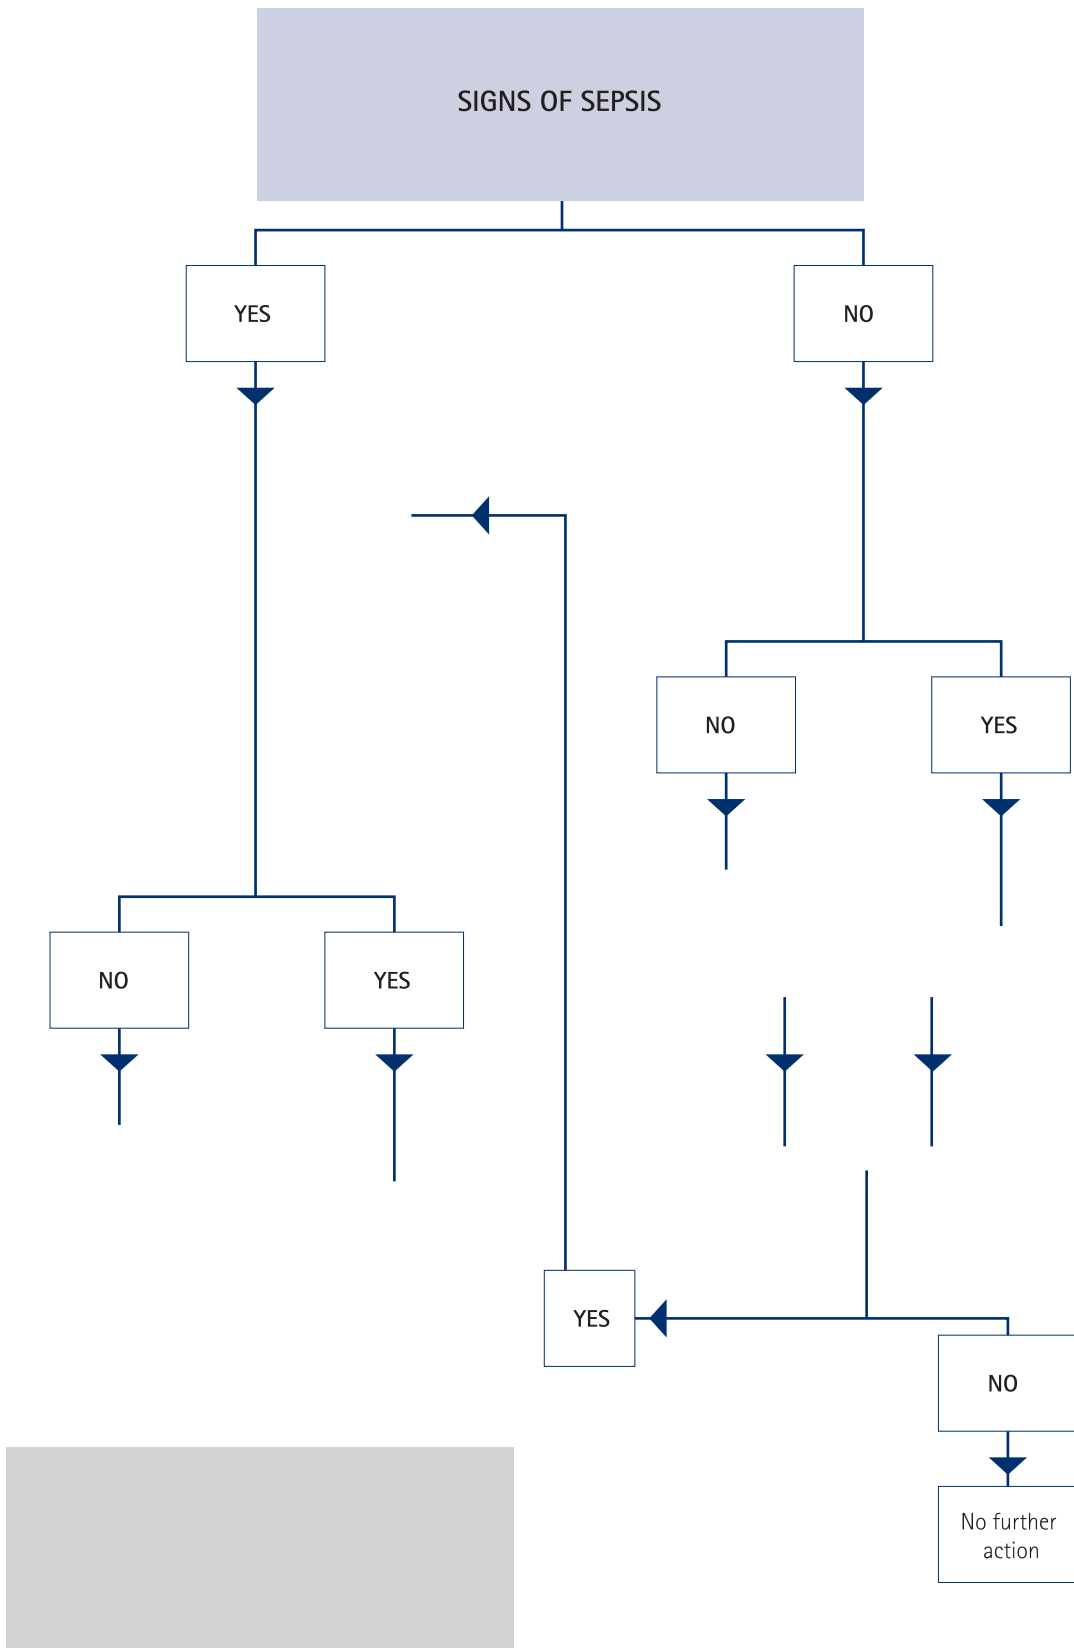 SIGNS OF SEPSIS
YES
NO
NO
YES
NO
YES
YES
NO
No further
action